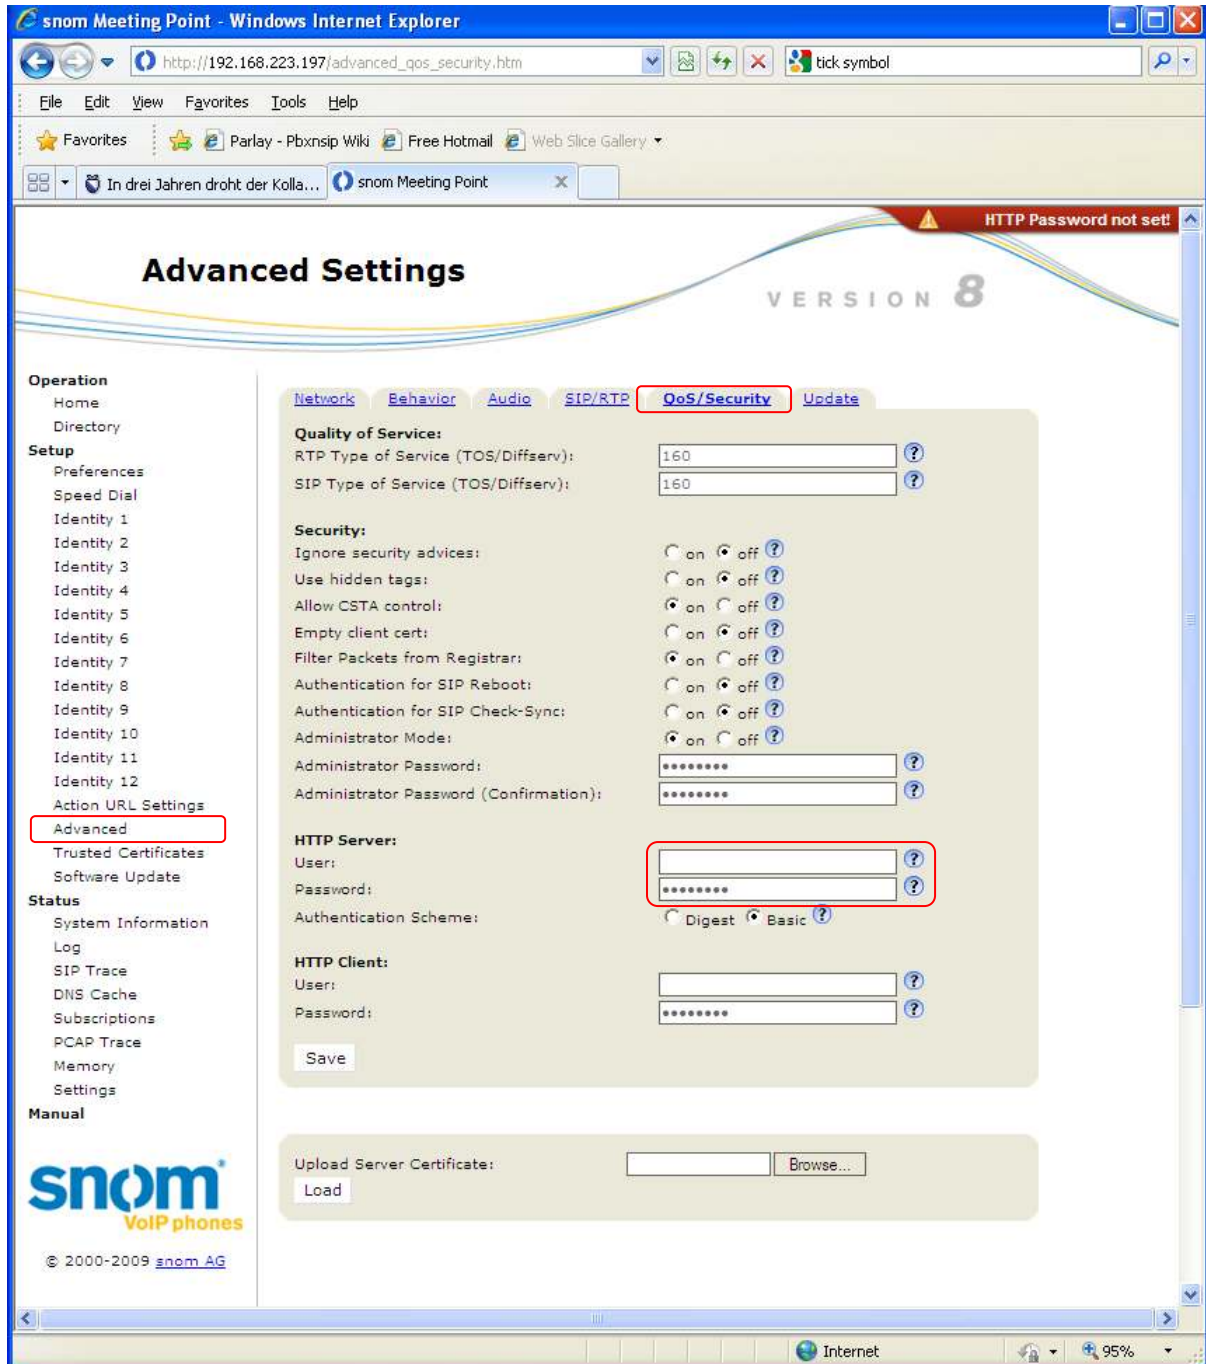 snom Meeting Point - Windows Internet Explorer
http://192.168.223.197/advanced_qos_security.htm tick symbol
File Edit View Favorites Tools Help
Favorites Parlay - Pbxnsip Wiki Free Hotmail Web Slice Gallery
In drei Jahren droht der Kolla... snom Meeting Point X
HTTP Password not set!
Advanced Settings
VERSION 8
Operation
Home
Directory
Setup
Preferences
Speed Dial
Identity 1
Identity 2
Identity 3
Identity 4
Identity 5
Identity 6
Identity 7
Identity 8
Identity 9
Identity 10
Identity 11
Identity 12
Action URL Settings
Advanced
Trusted Certificates
Software Update
Status
System Information
Log
SIP Trace
DNS Cache
Subscriptions
PCAP Trace
Memory
Settings
Manual
snom
VoIP phones
© 2000-2009 snom AG
Network Behavior Audio SIP/RTP QoS/Security Update
Quality of Service:
RTP Type of Service (TOS/Diffserv): 160 ?
SIP Type of Service (TOS/Diffserv): 160 ?
Security:
Ignore security advices: on off ?
Use hidden tags: on off ?
Allow CSTA control: on off ?
Empty client cert: on off ?
Filter Packets from Registrar: on off ?
Authentication for SIP Reboot: on off ?
Authentication for SIP Check-Sync: on off ?
Administrator Mode: on off ?
Administrator Password: •••••••• ?
Administrator Password (Confirmation): •••••••• ?
HTTP Server:
User: ?
Password: •••••••• ?
Authentication Scheme: Digest Basic ?
HTTP Client:
User: ?
Password: •••••••• ?
Save
Upload Server Certificate: Browse...
Load
Internet 95%